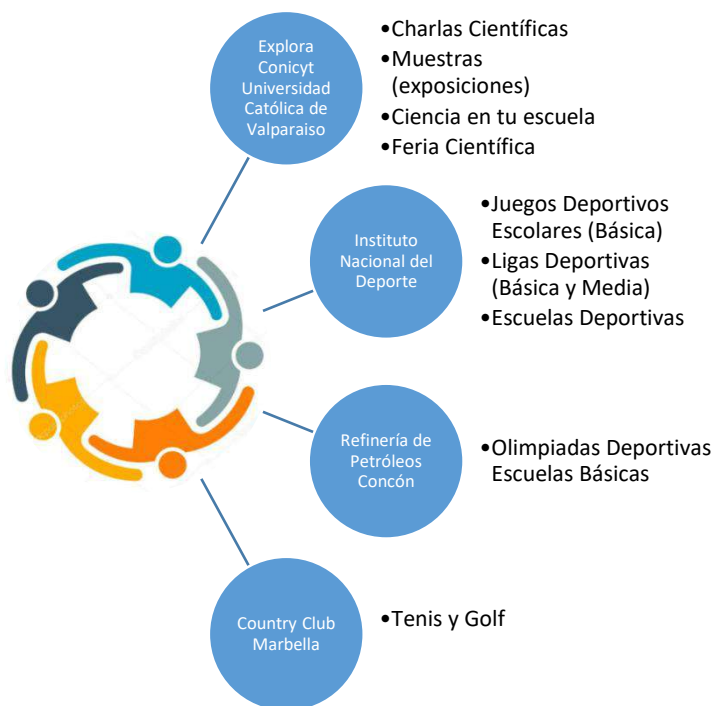 Explora
Conicyt
Universidad
Católica de
Valparaiso
•Charlas Científicas
•Muestras
(exposiciones)
•Ciencia en tu escuela
•Feria Científica
Instituto
Nacional del
Deporte
•Juegos Deportivos
Escolares (Básica)
•Ligas Deportivas
(Básica y Media)
•Escuelas Deportivas
Refinería de
Petróleos
Concón
•Olimpiadas Deportivas
Escuelas Básicas
Country Club
Marbella
•Tenis y Golf